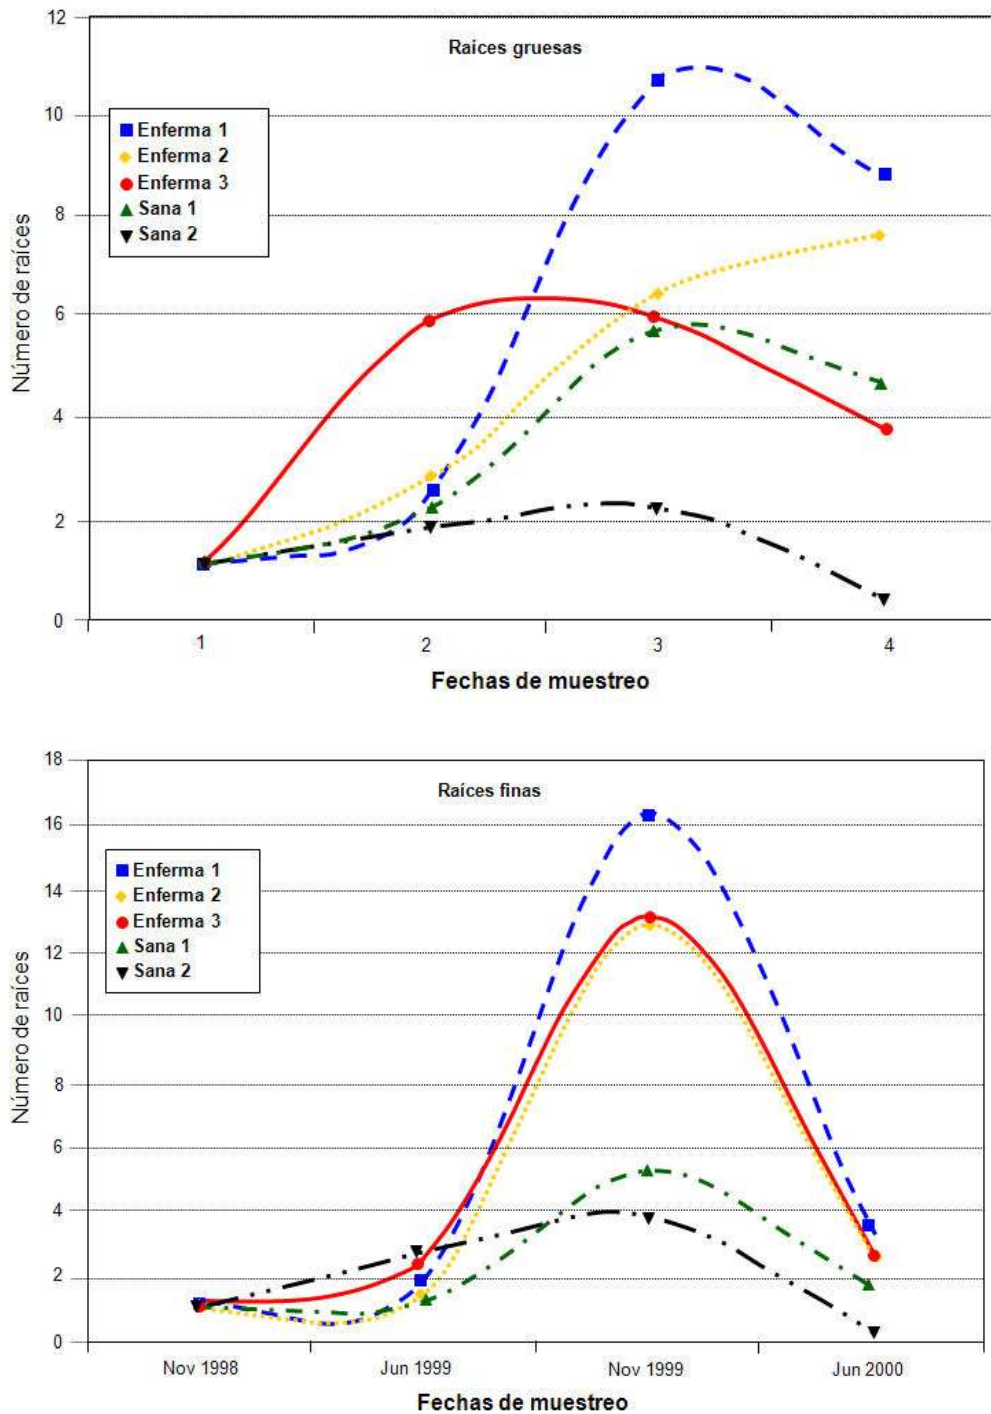 12
Raíces gruesas
10
Enferma 1
Enferma 2
Enferma 3
Sana 1
Sana 2
8
6
4
2
0
Número de raíces
1 2 3 4
Fechas de muestreo
18
Raíces finas
16
Enferma 1
Enferma 2
Enferma 3
Sana 1
Sana 2
14
12
10
8
6
4
2
0
Número de raíces
Nov 1998 Jun 1999 Nov 1999 Jun 2000
Fechas de muestreo